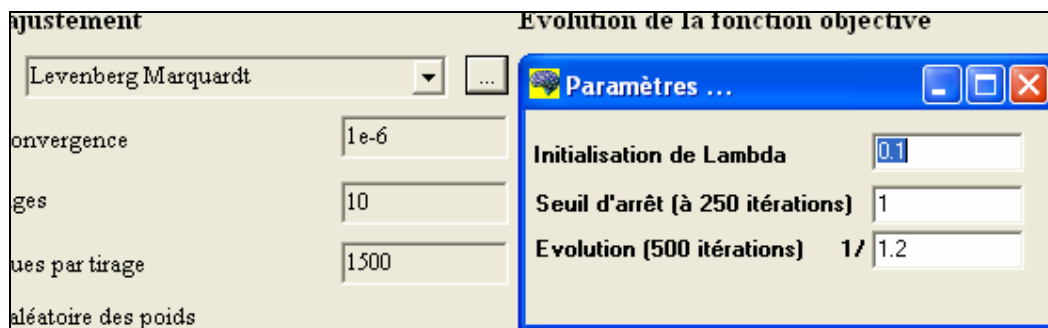 ajustement
Evolution de la fonction objective
Levenberg Marquardt
...
onvergence
1e-6
ges
10
ues par tirage
1500
aléatoire des poids
Paramètres ...
Initialisation de Lambda
0.1
Seuil d'arrêt (à 250 itérations)
1
Evolution (500 itérations) 1/
1.2